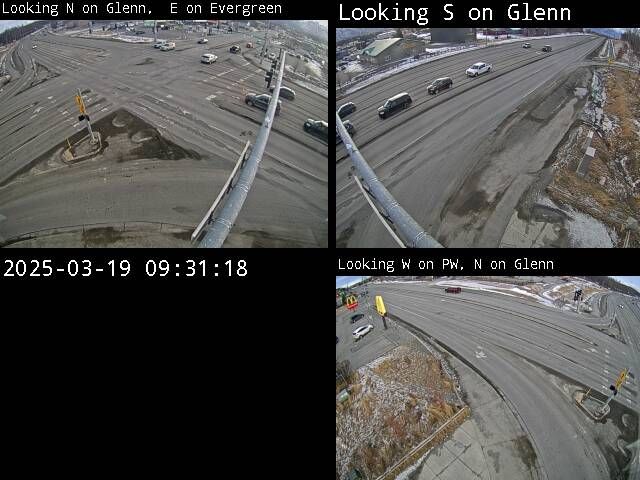 Looking N on Glenn,  E on Evergreen
Looking S on Glenn
2025-03-19 09:31:18
Looking W on PW, N on Glenn